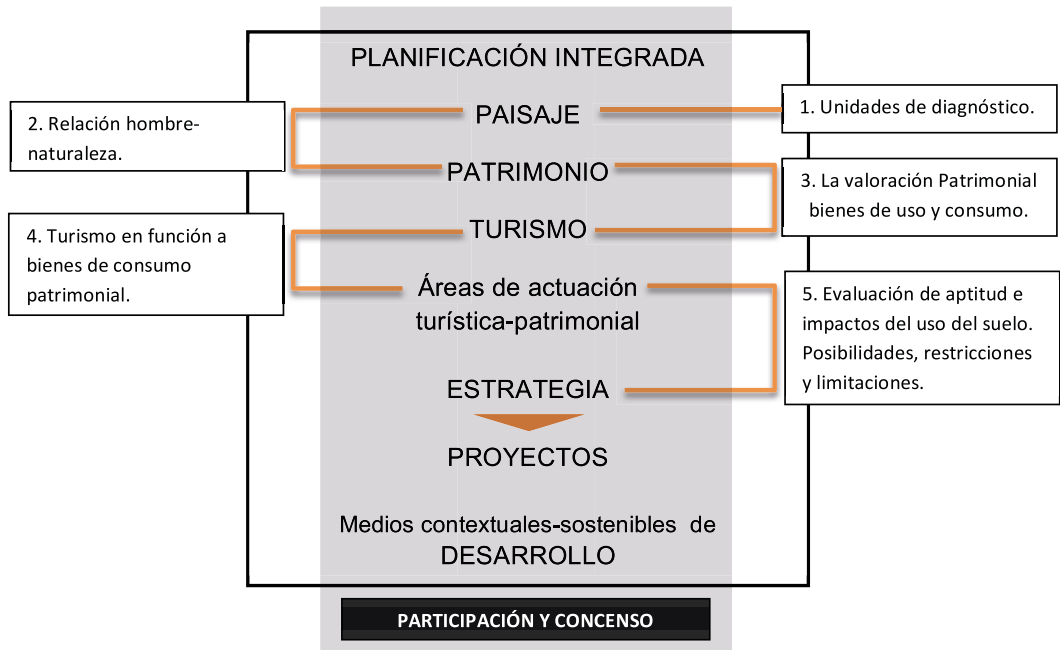 PLANIFICACIÓN INTEGRADA
PAISAJE
1. Unidades de diagnóstico.
2. Relación hombre-
naturaleza.
PATRIMONIO
3. La valoración Patrimonial
bienes de uso y consumo.
TURISMO
4. Turismo en función a
bienes de consumo
patrimonial.
Áreas de actuación
turística-patrimonial
5. Evaluación de aptitud e
impactos del uso del suelo.
Posibilidades, restricciones
y limitaciones.
ESTRATEGIA
PROYECTOS
Medios contextuales-sostenibles de
DESARROLLO
PARTICIPACIÓN Y CONCENSO